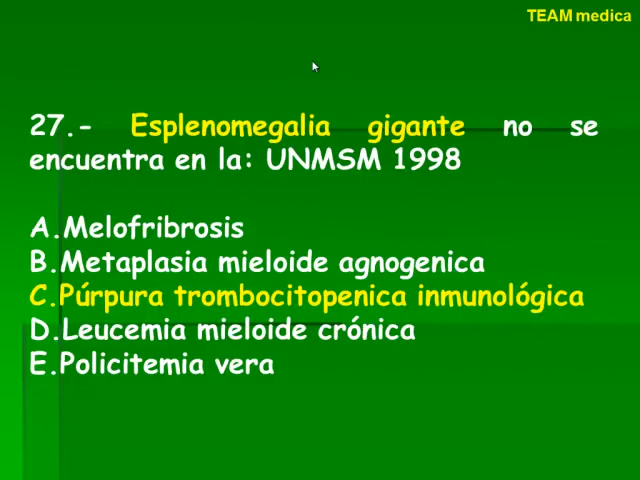 TEAM medica
27.- Esplenomegalia gigante no se
encuentra en la: UNMSM 1998
A.Melofribrosis
B.Metaplasia mieloide agnogenica
C.Púrpura trombocitopenica inmunológica
D.Leucemia mieloide crónica
E.Policitemia vera